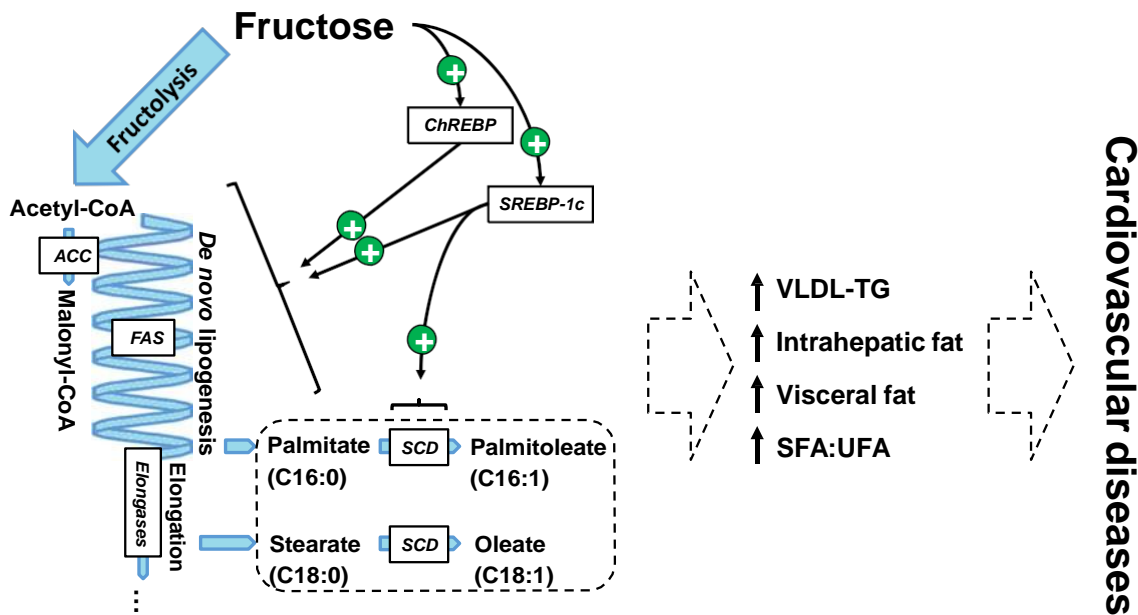 Fructose
Fructolysis
+
ChREBP
+
SREBP-1c
+
+
+
Acetyl-CoA
ACC
Malonyl-CoA
FAS
De novo lipogenesis
Elongases
Elongation
...
Palmitate
(C16:0)
SCD
Palmitoleate
(C16:1)
Stearate
(C18:0)
SCD
Oleate
(C18:1)
VLDL-TG
Intrahepatic fat
Visceral fat
SFA:UFA
Cardiovascular diseases